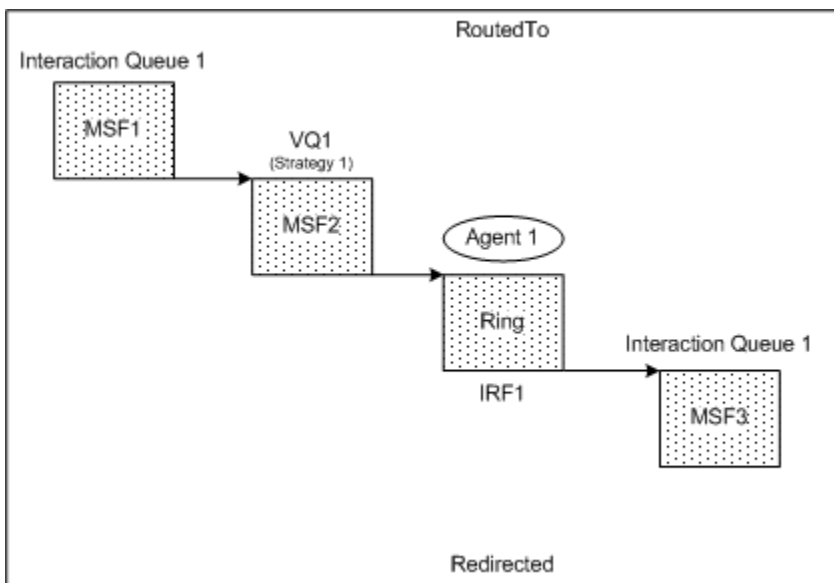 RoutedTo
Interaction Queue 1
MSF1
VQ1
(Strategy 1)
MSF2
Agent 1
Ring
IRF1
Interaction Queue 1
MSF3
Redirected